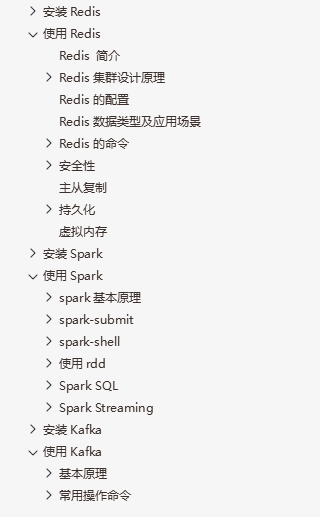 安装 Redis
使用 Redis
Redis 简介
Redis 集群设计原理
Redis 的配置
Redis 数据类型及应用场景
Redis 的命令
安全性
主从复制
持久化
虚拟内存
安装 Spark
使用 Spark
spark 基本原理
spark-submit
spark-shell
使用 rdd
Spark SQL
Spark Streaming
安装 Kafka
使用 Kafka
基本原理
常用操作命令